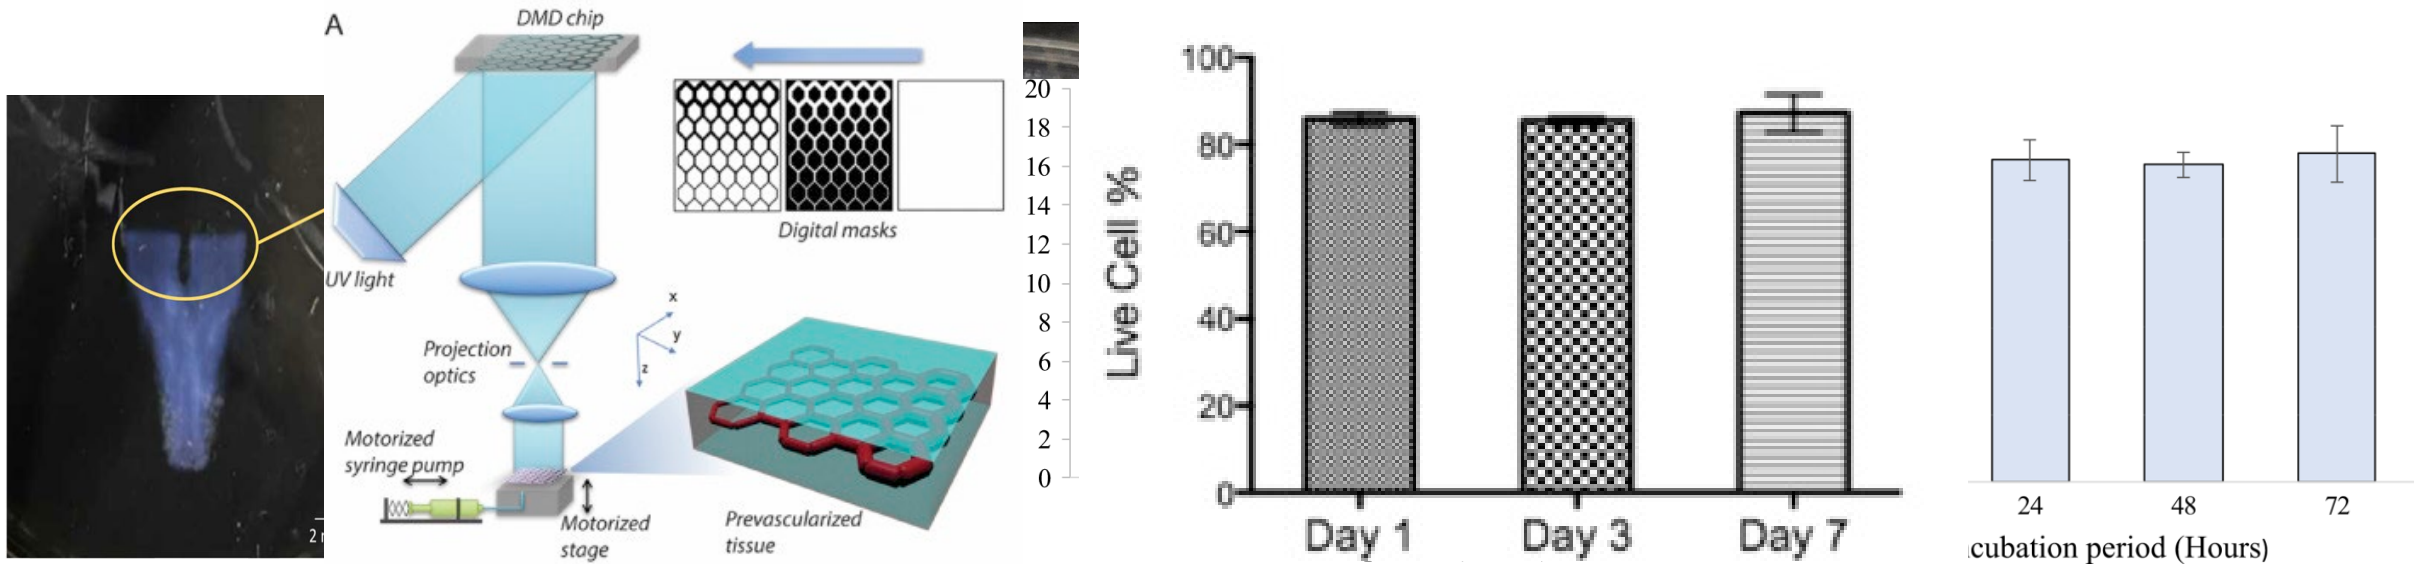 A
DMD chip
Digital masks
UV light
x
y
z
Projection
optics
Motorized
syringe pump
Motorized
stage
Prevascularized
tissue
2
20
18
16
14
12
10
8
6
4
2
0
Live Cell %
100
80
60
40
20
0
Day 1
Day 3
Day 7
24
48
72
cubation period (Hours)